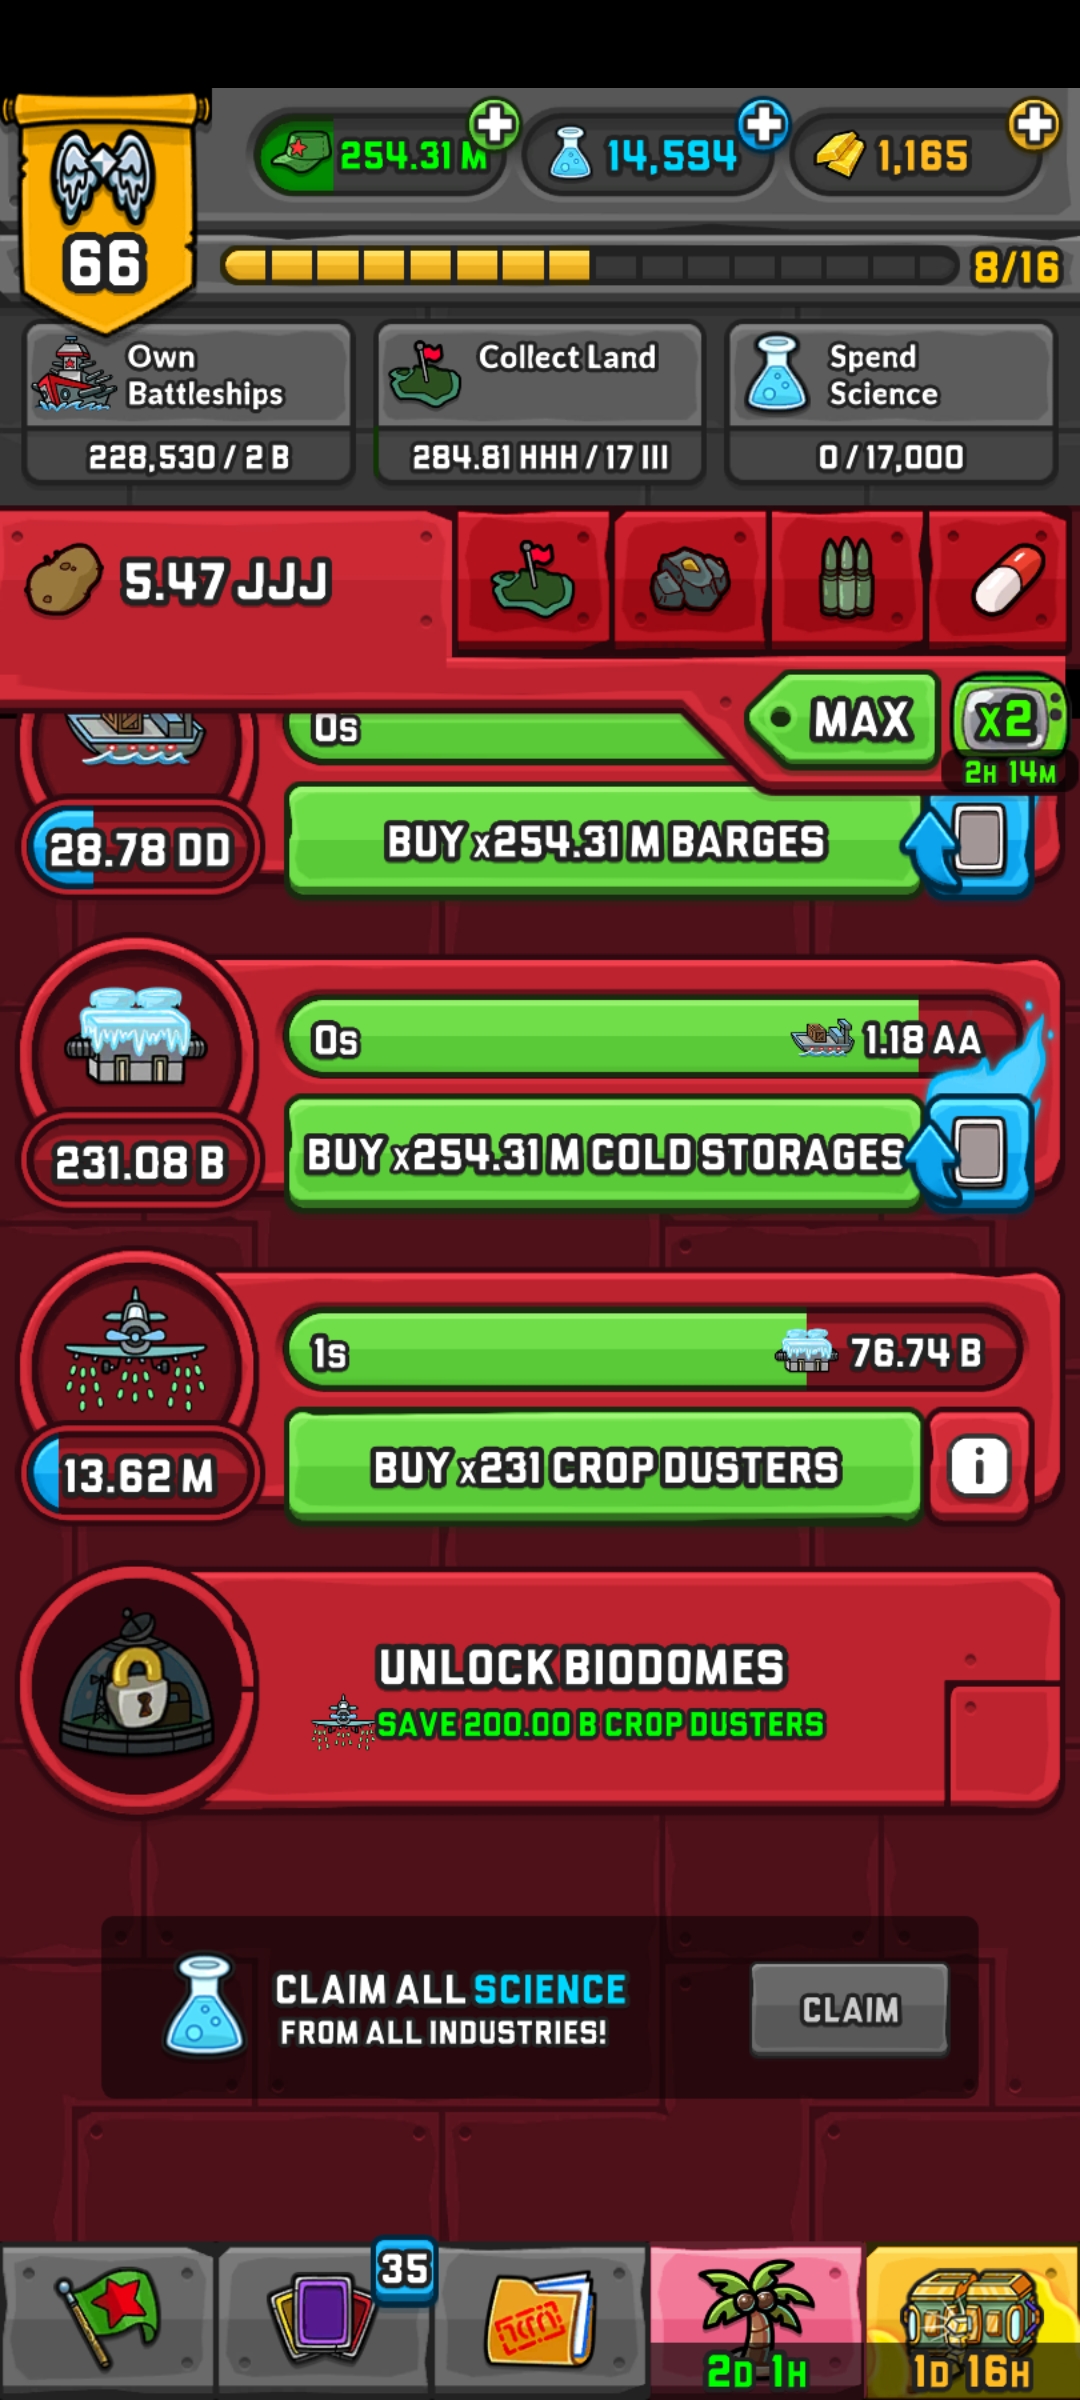 254.31 M
14,594
1,165
66
8/16
Own
Battleships
228,530 / 2 B
Collect Land
284.81 HHH / 17 III
Spend
Science
0 / 17,000
5.47 JJJ
MAX
x2
2H 14M
0s
28.78 DD
BUY x254.31 M BARGES
0s
1.18 AA
231.08 B
BUY x254.31 M COLD STORAGES
1s
76.74 B
13.62 M
BUY x231 CROP DUSTERS
i
UNLOCK BIODOMES
SAVE 200.00 B CROP DUSTERS
CLAIM ALL SCIENCE
FROM ALL INDUSTRIES!
CLAIM
35
2D 1H
1D 16H